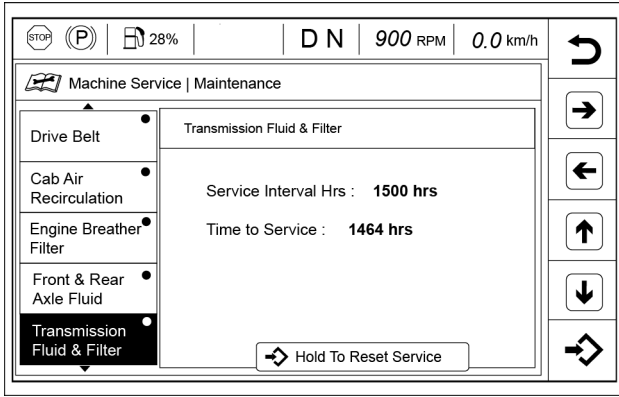 STOP (P) 28% D N 900 RPM 0.0 km/h
Machine Service | Maintenance
Drive Belt
Cab Air
Recirculation
Engine Breather
Filter
Front & Rear
Axle Fluid
Transmission
Fluid & Filter
Transmission Fluid & Filter
Service Interval Hrs : 1500 hrs
Time to Service : 1464 hrs
Hold To Reset Service